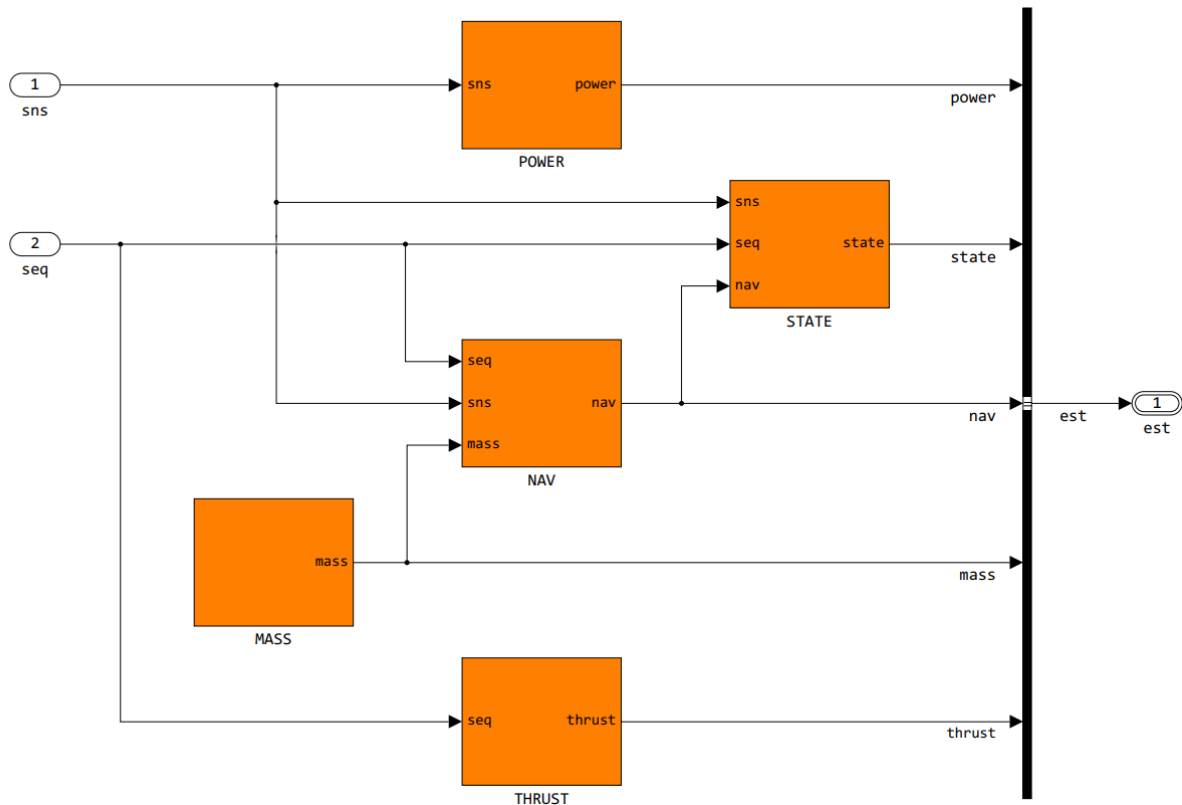 1
sns
sns
power
POWER
power
sns
seq
nav
state
STATE
state
2
seq
seq
sns
mass
nav
NAV
nav
est
1
est
mass
MASS
mass
seq
thrust
THRUST
thrust